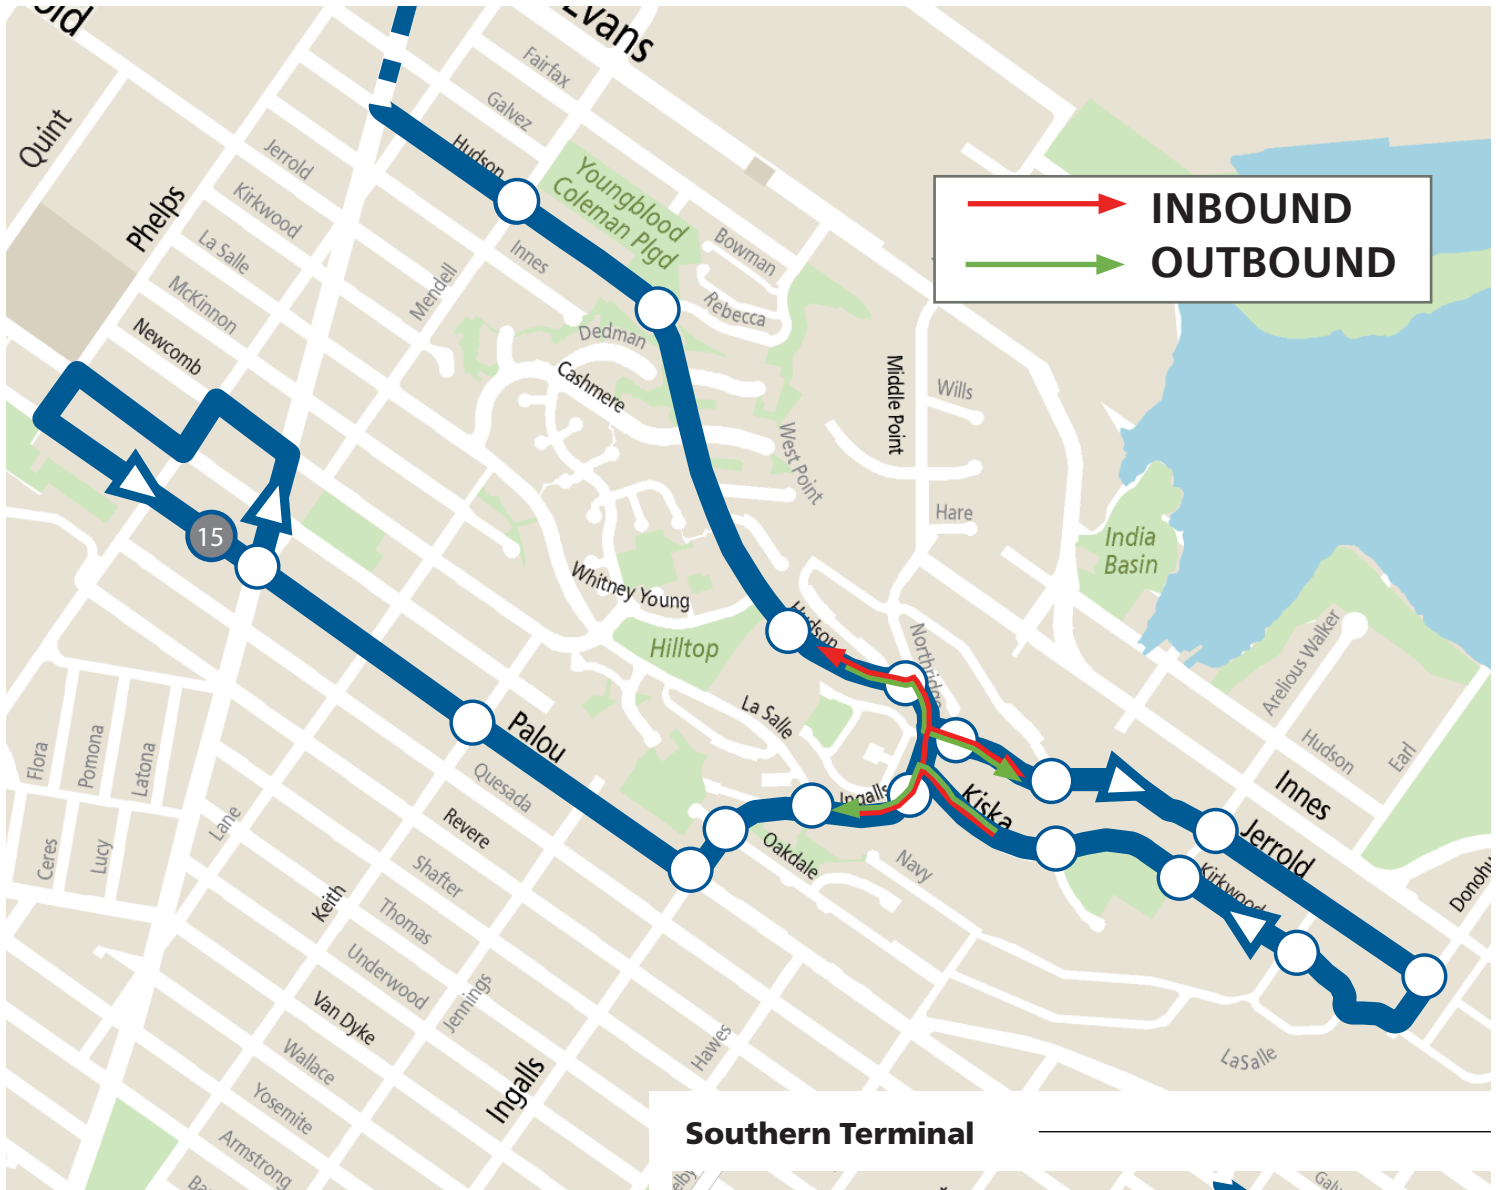 Evans
Fairfax
Quint
Galvez
Hudson
Jerrold
Youngblood
Coleman Plgd
Kirkwood
Phelps
La Salle
Innes
Bowman
INBOUND
OUTBOUND
McKinnon
Mendell
Rebecca
Newcomb
Dedman
Cashmere
Middle Point
Wills
West Point
Hare
15
India
Basin
Whitney Young
Hudson
Hilltop
Northridge
Arelious Walker
La Salle
Palou
Hudson
Earl
Flora
Pomona
Latona
Quesada
Ingalls
Kiska
Innes
Lane
Revere
Jerrold
Ceres
Lucy
Oakdale
Navy
Shafter
Kirkwood
Keith
Thomas
Underwood
Jennings
Van Dyke
Wallace
Hawes
LaSalle
Ingalls
Yosemite
Armstrong
Southern Terminal